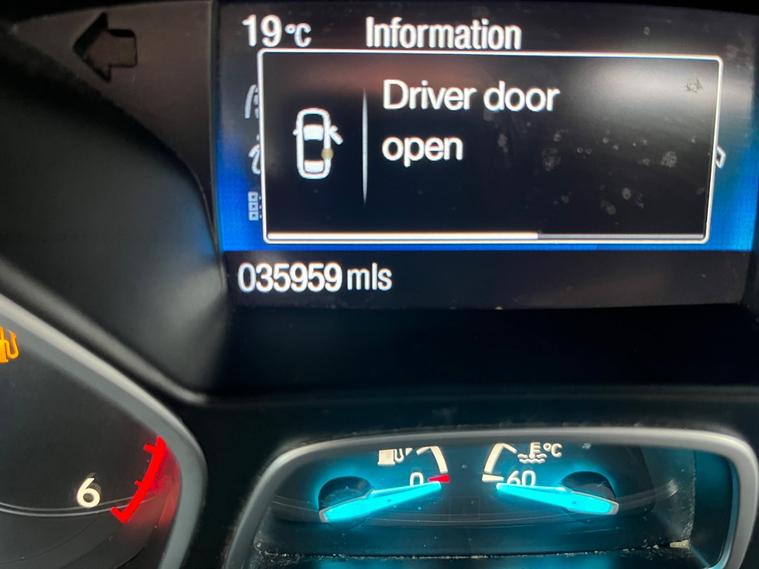 19°C Information
Driver door
open
035959 mls
6
0
60
°C